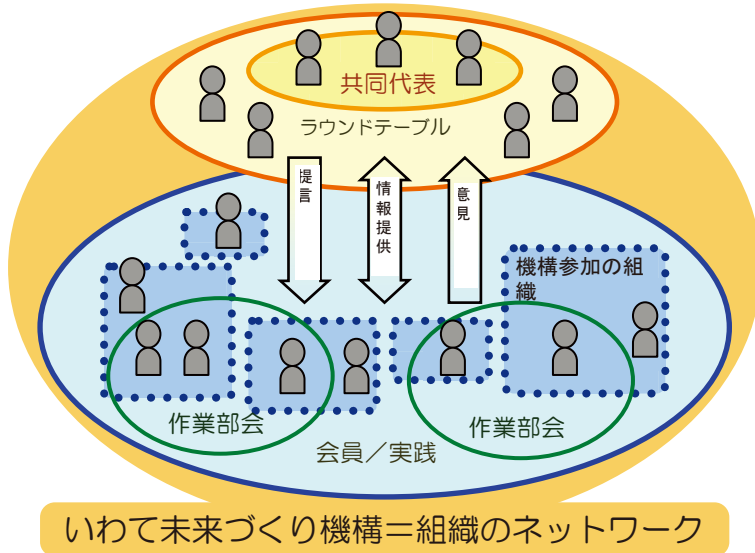 共同代表
ラウンドテーブル
提言
情報提供
意見
機構参加の組
織
作業部会
作業部会
会員／実践
いわて未来づくり機構＝組織のネットワーク